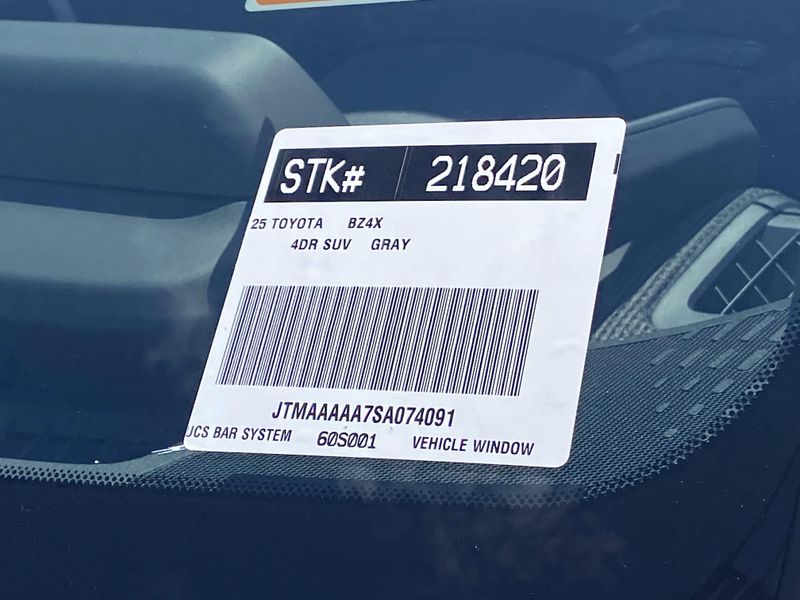 STK# 218420
25 TOYOTA BZ4X
4DR SUV GRAY
JTMAAAAA7SA074091
UCS BAR SYSTEM 60S001 VEHICLE WINDOW